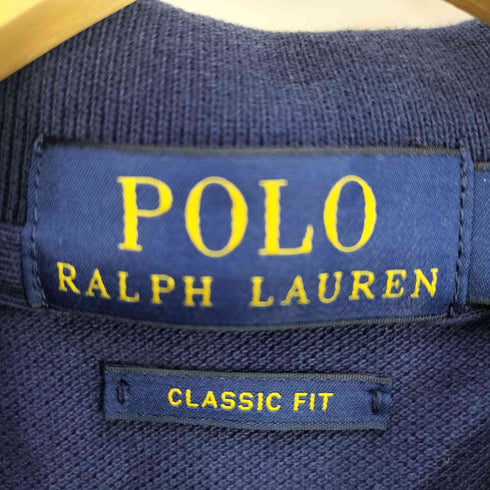 POLO
RALPH LAUREN
CLASSIC FIT